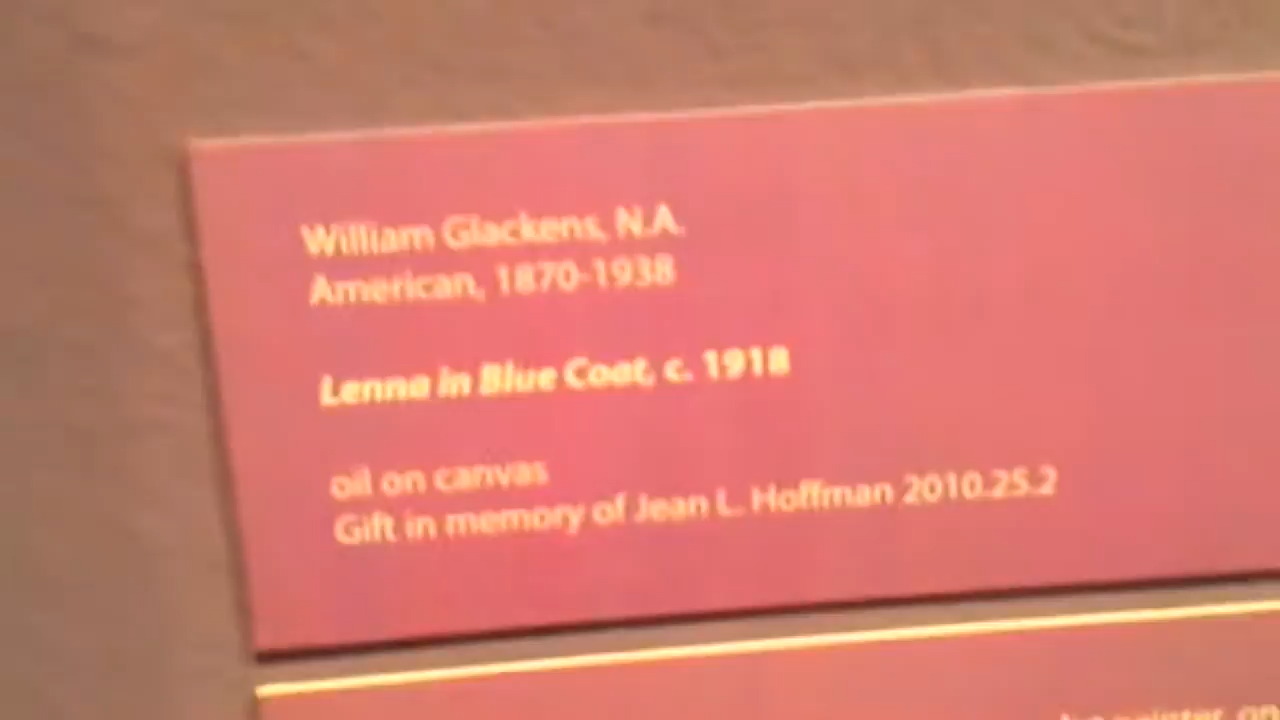 William Glackens, N.A.
American, 1870-1938
Lenna in Blue Coat, c. 1918
oil on canvas
Gift in memory of Jean L. Hoffman 2010.25.2